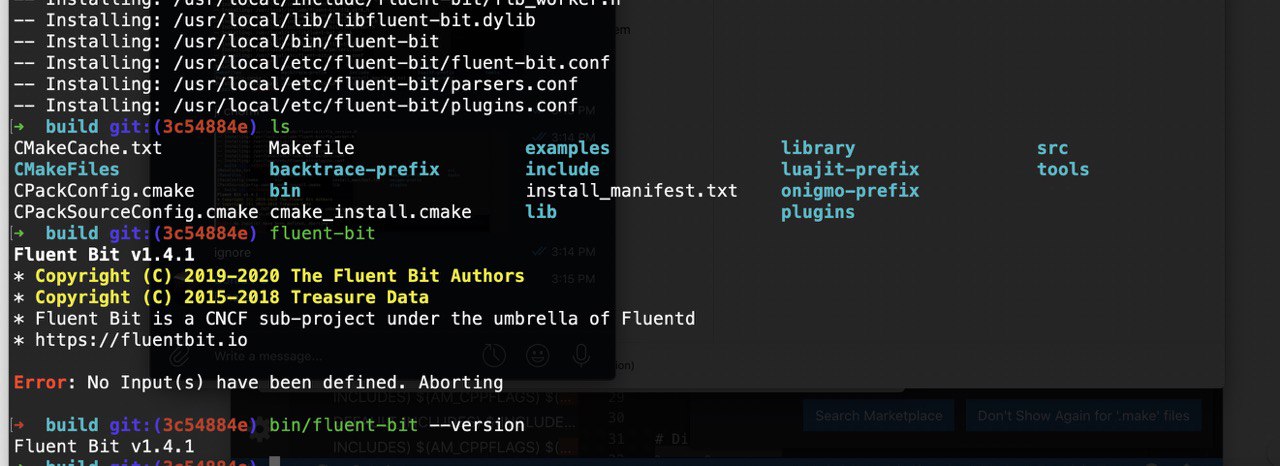 -- Installing: /usr/local/include/fluent-bit/flb_worker.h
-- Installing: /usr/local/lib/libfluent-bit.dylib
-- Installing: /usr/local/bin/fluent-bit
-- Installing: /usr/local/etc/fluent-bit/fluent-bit.conf
-- Installing: /usr/local/etc/fluent-bit/parsers.conf
-- Installing: /usr/local/etc/fluent-bit/plugins.conf
[➜ build git:(3c54884e) ls
CMakeCache.txt Makefile examples library src
CMakeFiles backtrace-prefix include luajit-prefix tools
CPackConfig.cmake bin install_manifest.txt onigmo-prefix
CPackSourceConfig.cmake cmake_install.cmake lib plugins
[➜ build git:(3c54884e) fluent-bit
Fluent Bit v1.4.1
* Copyright (C) 2019-2020 The Fluent Bit Authors
* Copyright (C) 2015-2018 Treasure Data
* Fluent Bit is a CNCF sub-project under the umbrella of Fluentd
* https://fluentbit.io
Error: No Input(s) have been defined. Aborting
[➜ build git:(3c54884e) bin/fluent-bit --version
Fluent Bit v1.4.1
➜ build git:(3c54884e)
3:14 PM
ignore
3:14 PM
3:15 PM
Write a message...
INCLUDES) $(AM_CPPFLAGS) $(...
INCLUDES) $(AM_CPPFLAGS) $(...
29
30
31 # Di
Search Marketplace
Don't Show Again for '.make' files